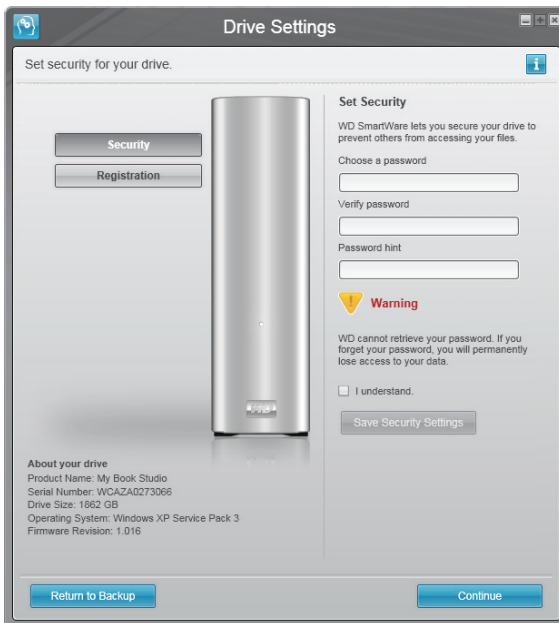 Drive Settings
Set security for your drive.
Security
Registration
Set Security
WD SmartWare lets you secure your drive to
prevent others from accessing your files.
Choose a password
Verify password
Password hint
Warning
WD cannot retrieve your password. If you
forget your password, you will permanently
lose access to your data.
I understand.
Save Security Settings
WD
About your drive
Product Name: My Book Studio
Serial Number: WCAZA0273066
Drive Size: 1862 GB
Operating System: Windows XP Service Pack 3
Firmware Revision: 1.016
Return to Backup
Continue